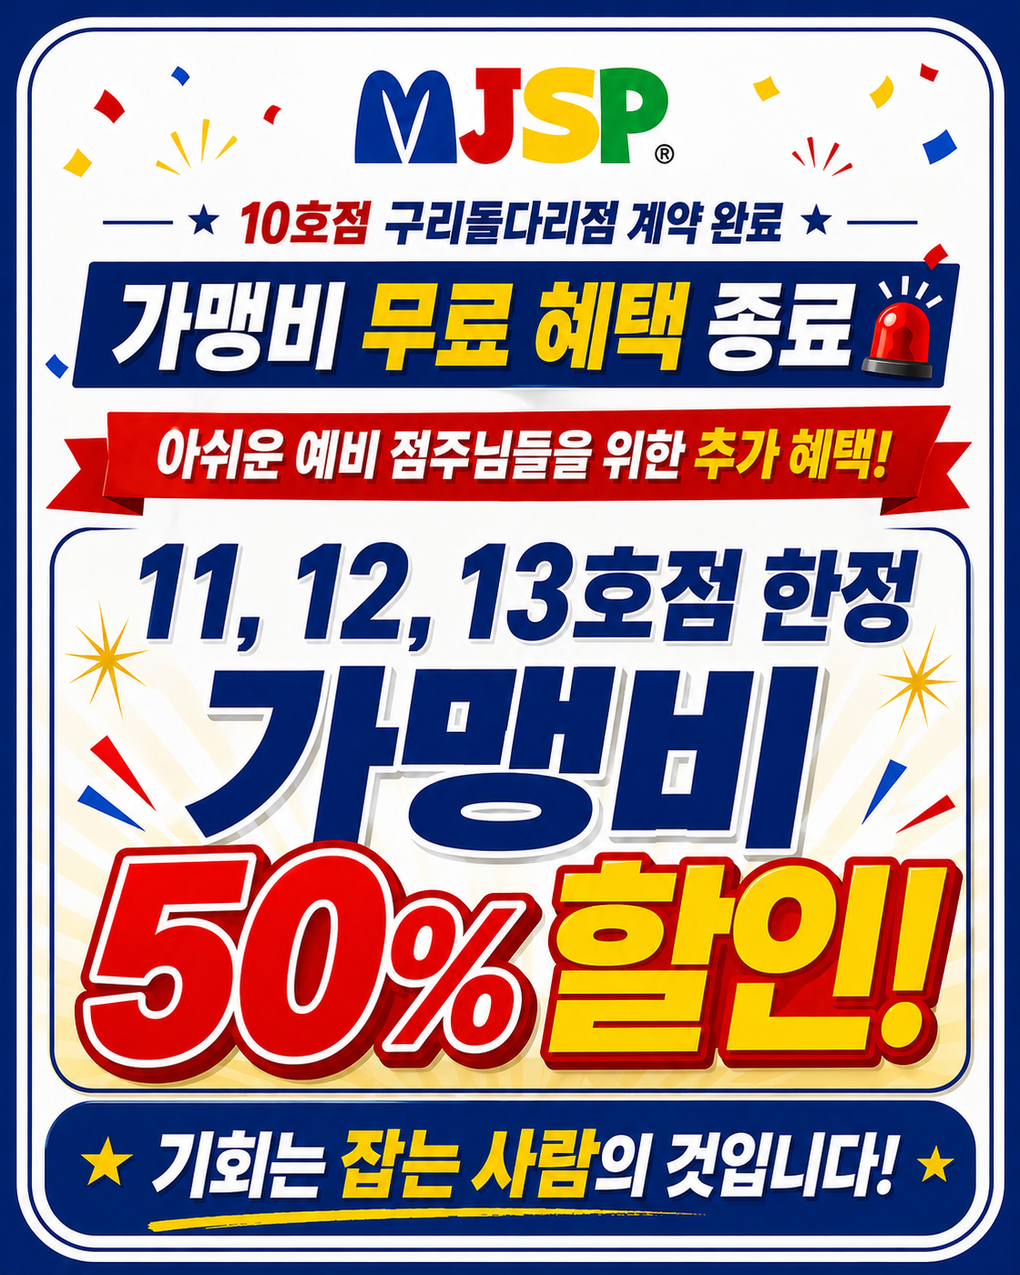 MJSP®
10호점 구리돌다리점 계약 완료
가맹비 무료 혜택 종료
아쉬운 예비 점주님들을 위한 추가 혜택!
11, 12, 13호점 한정
가맹비
50% 할인!
기회는 잡는 사람의 것입니다!